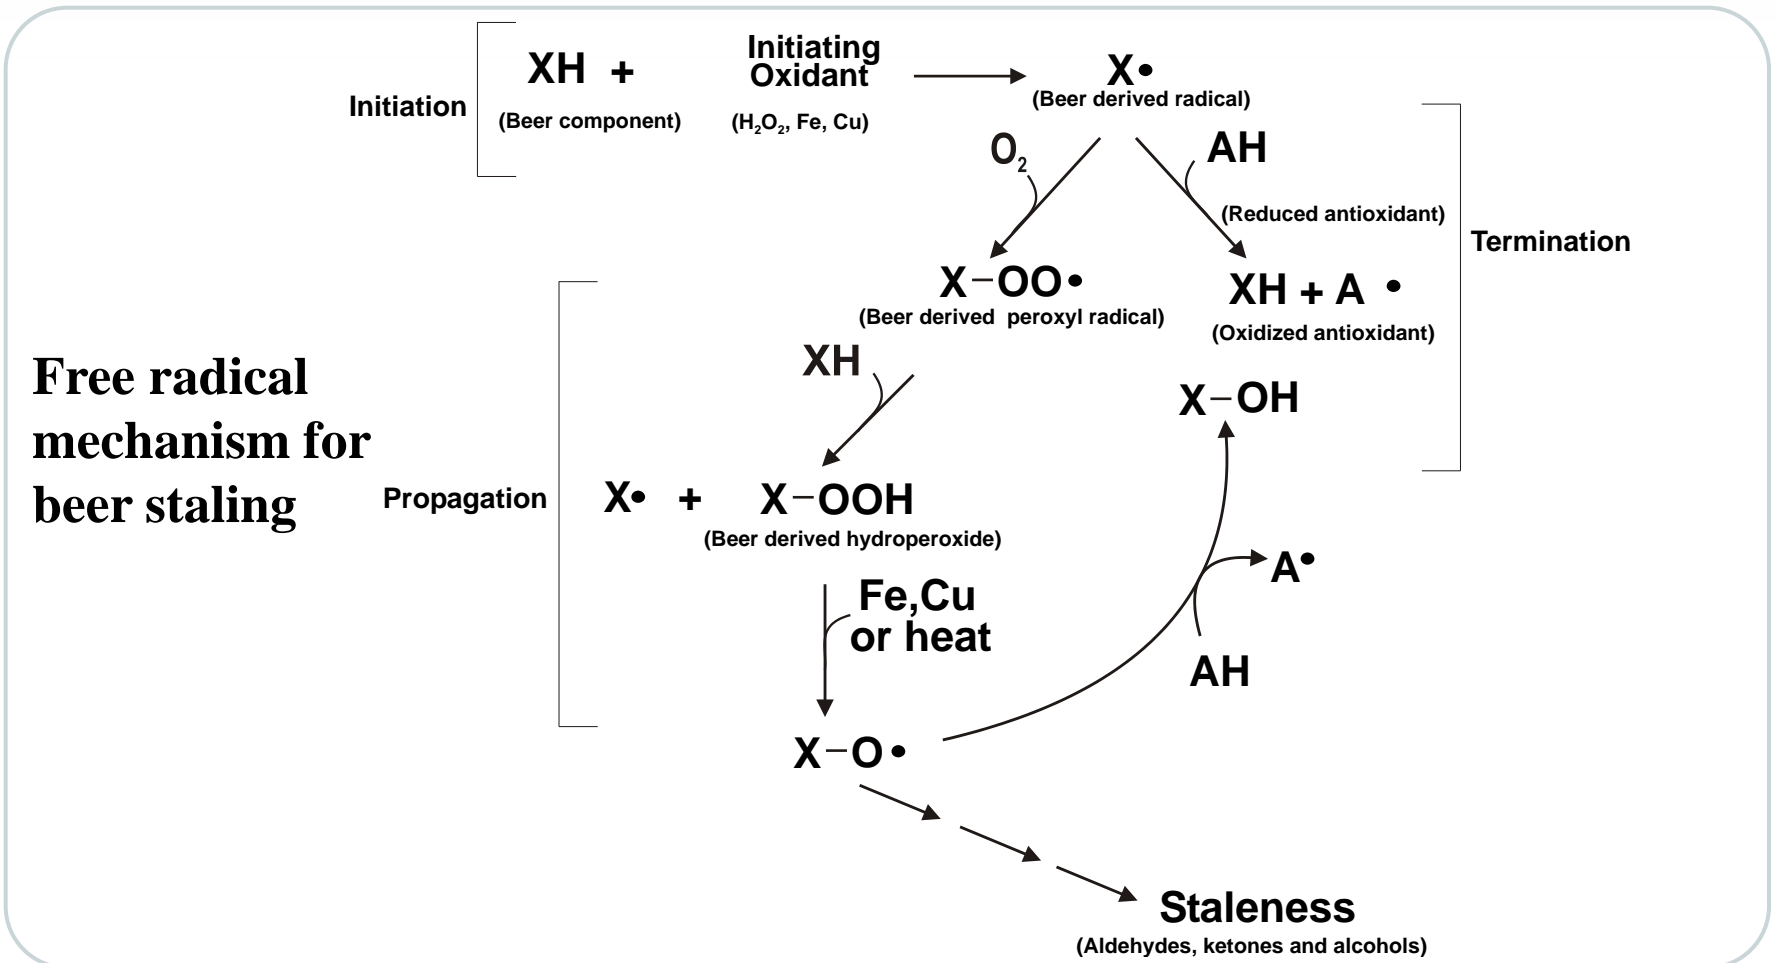 Initiation
XH +
(Beer component)
Initiating
Oxidant
(H₂O₂, Fe, Cu)
X•
(Beer derived radical)
O₂
AH
(Reduced antioxidant)
Termination
X–OO•
(Beer derived peroxyl radical)
XH + A •
(Oxidized antioxidant)
Free radical
mechanism for
beer staling
XH
X–OH
Propagation
X• + X–OOH
(Beer derived hydroperoxide)
Fe,Cu
or heat
A•
AH
X–O•
Staleness
(Aldehydes, ketones and alcohols)